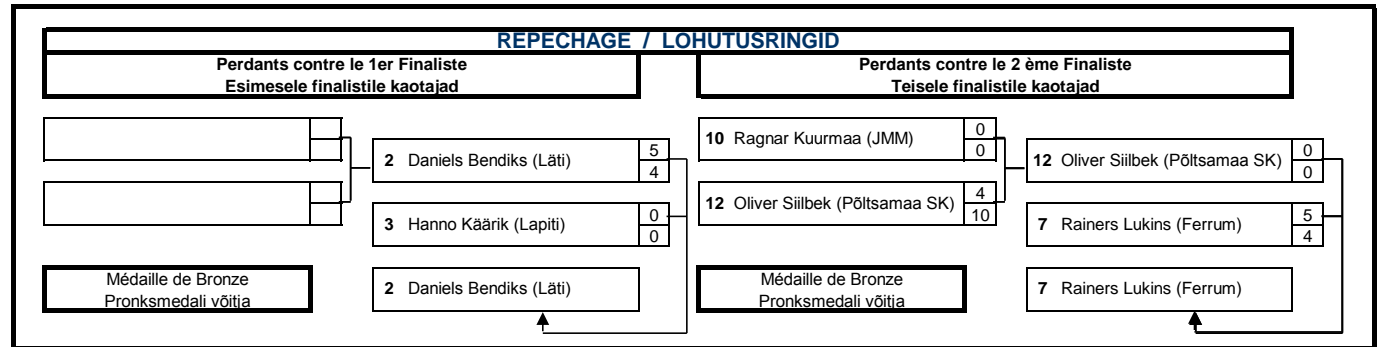 REPECHAGE / LOHUTUSRINGID
Perdants contre le 1er Finaliste
Esimesele finalistile kaotajad
Perdants contre le 2 ème Finaliste
Teisele finalistile kaotajad
2 Daniels Bendiks (Läti) 5
4
3 Hanno Käärik (Lapiti) 0
0
Médaille de Bronze
Pronksmedali võitja
2 Daniels Bendiks (Läti)
10 Ragnar Kuurmaa (JMM) 0
0
12 Oliver Siilbek (Põltsamaa SK) 4
10
12 Oliver Siilbek (Põltsamaa SK) 0
0
7 Rainers Lukins (Ferrum) 5
4
Médaille de Bronze
Pronksmedali võitja
7 Rainers Lukins (Ferrum)